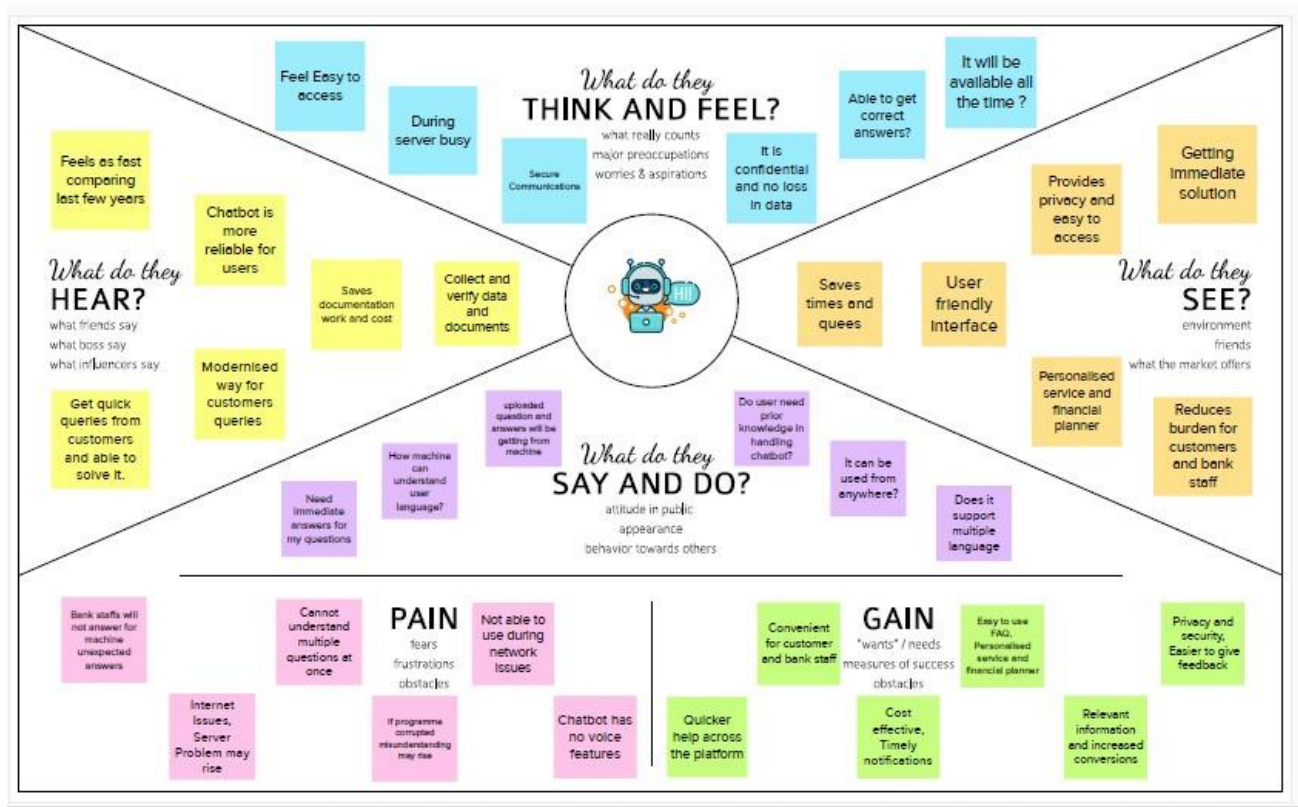 What do they
THINK AND FEEL?
what really counts
major preoccupations
worries & aspirations
Feel Easy to
access
During
server busy
Secure
Communications
It is
confidential
and no loss
in data
Able to get
correct
answers?
It will be
available all
the time ?
What do they
HEAR?
what friends say
what boss say
what influencers say
Feels as fast
comparing
last few years
Chatbot is
more
reliable for
users
Saves
documentation
work and cost
Collect and
verify data
and
documents
Modernised
way for
customers
queries
Get quick
queries from
customers
and able to
solve it.
Hi!
What do they
SEE?
environment
friends
what the market offers
Getting
immediate
solution
Provides
privacy and
easy to
access
Saves
times and
quees
User
friendly
Interface
Personalised
service and
financial
planner
Reduces
burden for
customers
and bank
staff
What do they
SAY AND DO?
attitude in public
appearance
behavior towards others
Need
immediate
answers for
my questions
How machine
can
understand
user
language?
uploaded
question and
answers will be
getting from
machine
Do user need
prior
knowledge in
handling
chatbot?
It can be
used from
anywhere?
Does it
support
multiple
language
PAIN
fears
frustrations
obstacles
Bank staffs will
not answer for
machine
unexpected
answers
Internet
Issues,
Server
Problem may
rise
Cannot
understand
multiple
questions at
once
If programme
corrupted
misunderstanding
may rise
Not able to
use during
network
Issues
Chatbot has
no voice
features
GAIN
"wants" / needs
measures of success
obstacles
Quicker
help across
the platform
Convenient
for customer
and bank staff
Cost
effective,
Timely
notifications
Easy to use
FAQ,
Personalised
service and
financial planner
Relevant
information
and increased
conversions
Privacy and
security,
Easier to give
feedback